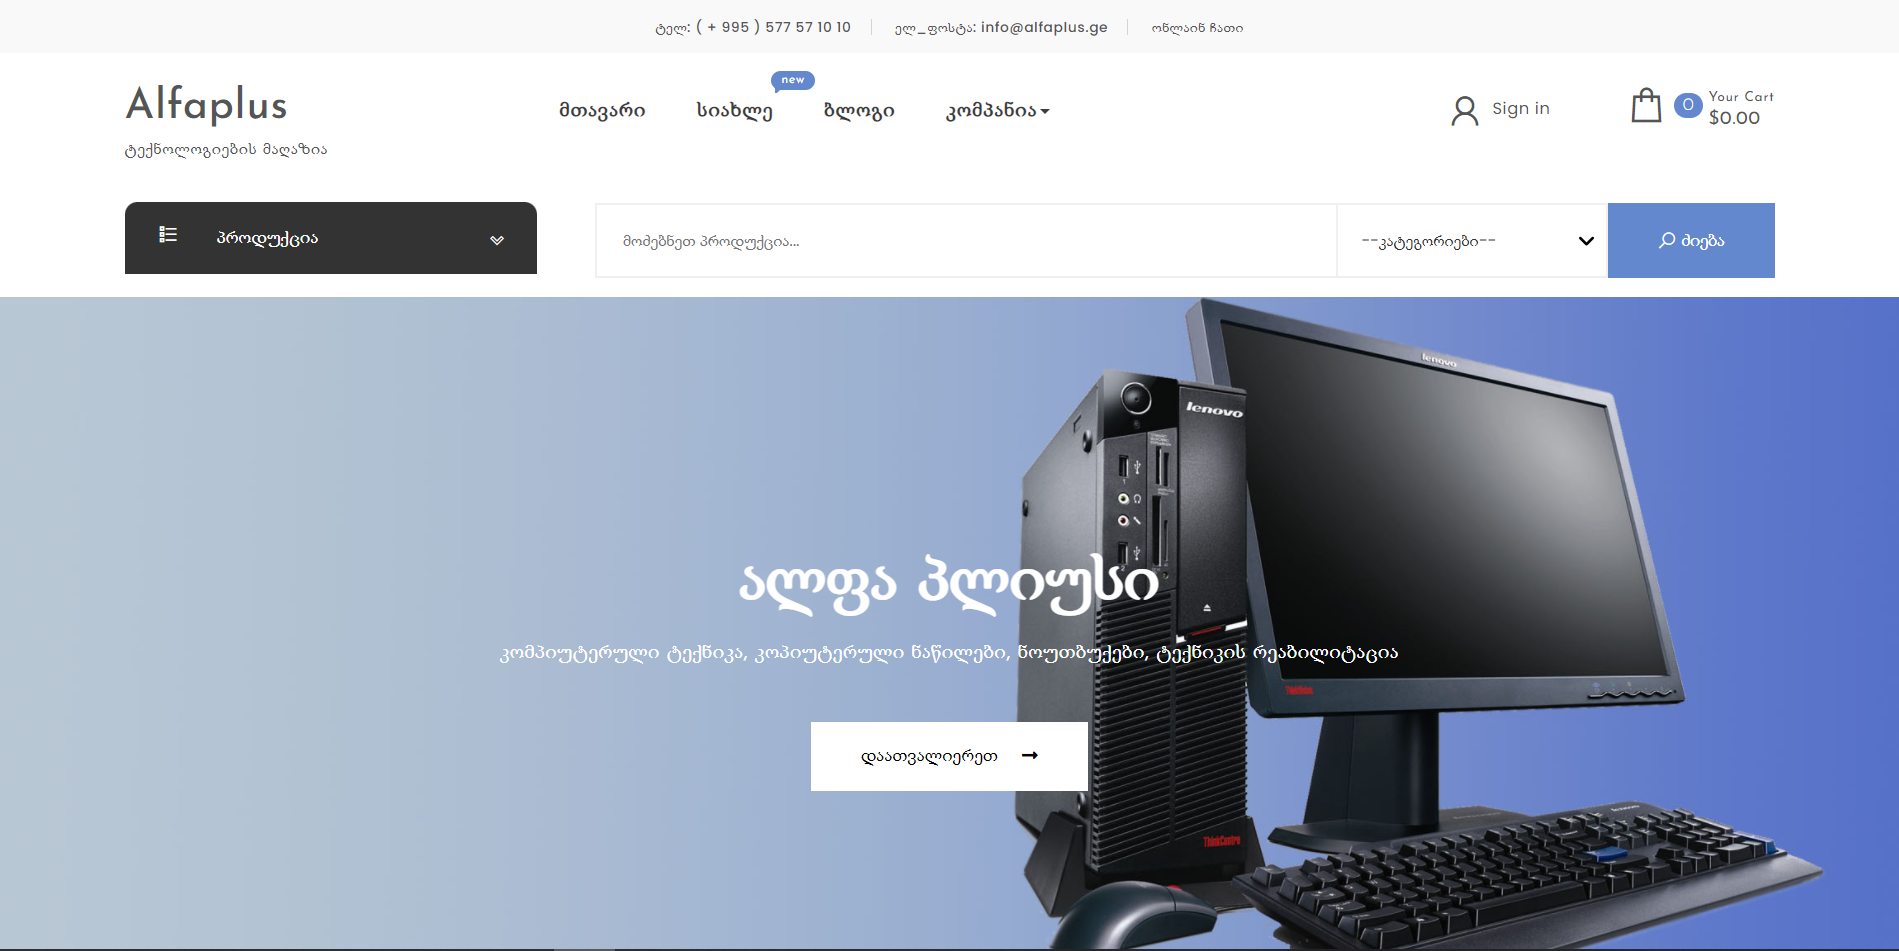 ტელ: ( + 995 ) 577 57 10 10 ელ_ფოსტა: info@alfaplus.ge ონლაინ ჩათი
new
Alfaplus
მთავარი სიახლე ბლოგი კომპანია
Sign in
0
Your Cart
$0.00
ტექნოლოგიების მაღაზია
პროდუქცია
მოძებნეთ პროდუქცია...
--კატეგორიები--
ძიება
lenovo
lenovo
ალფა პლიუსი
კომპიუტერული ტექნიკა, კოპიუტერული ნაწილები, ნოუთბუქები, ტექნიკის რეაბილიტაცია
დაათვალიერეთ
ThinkCentre
lenovo